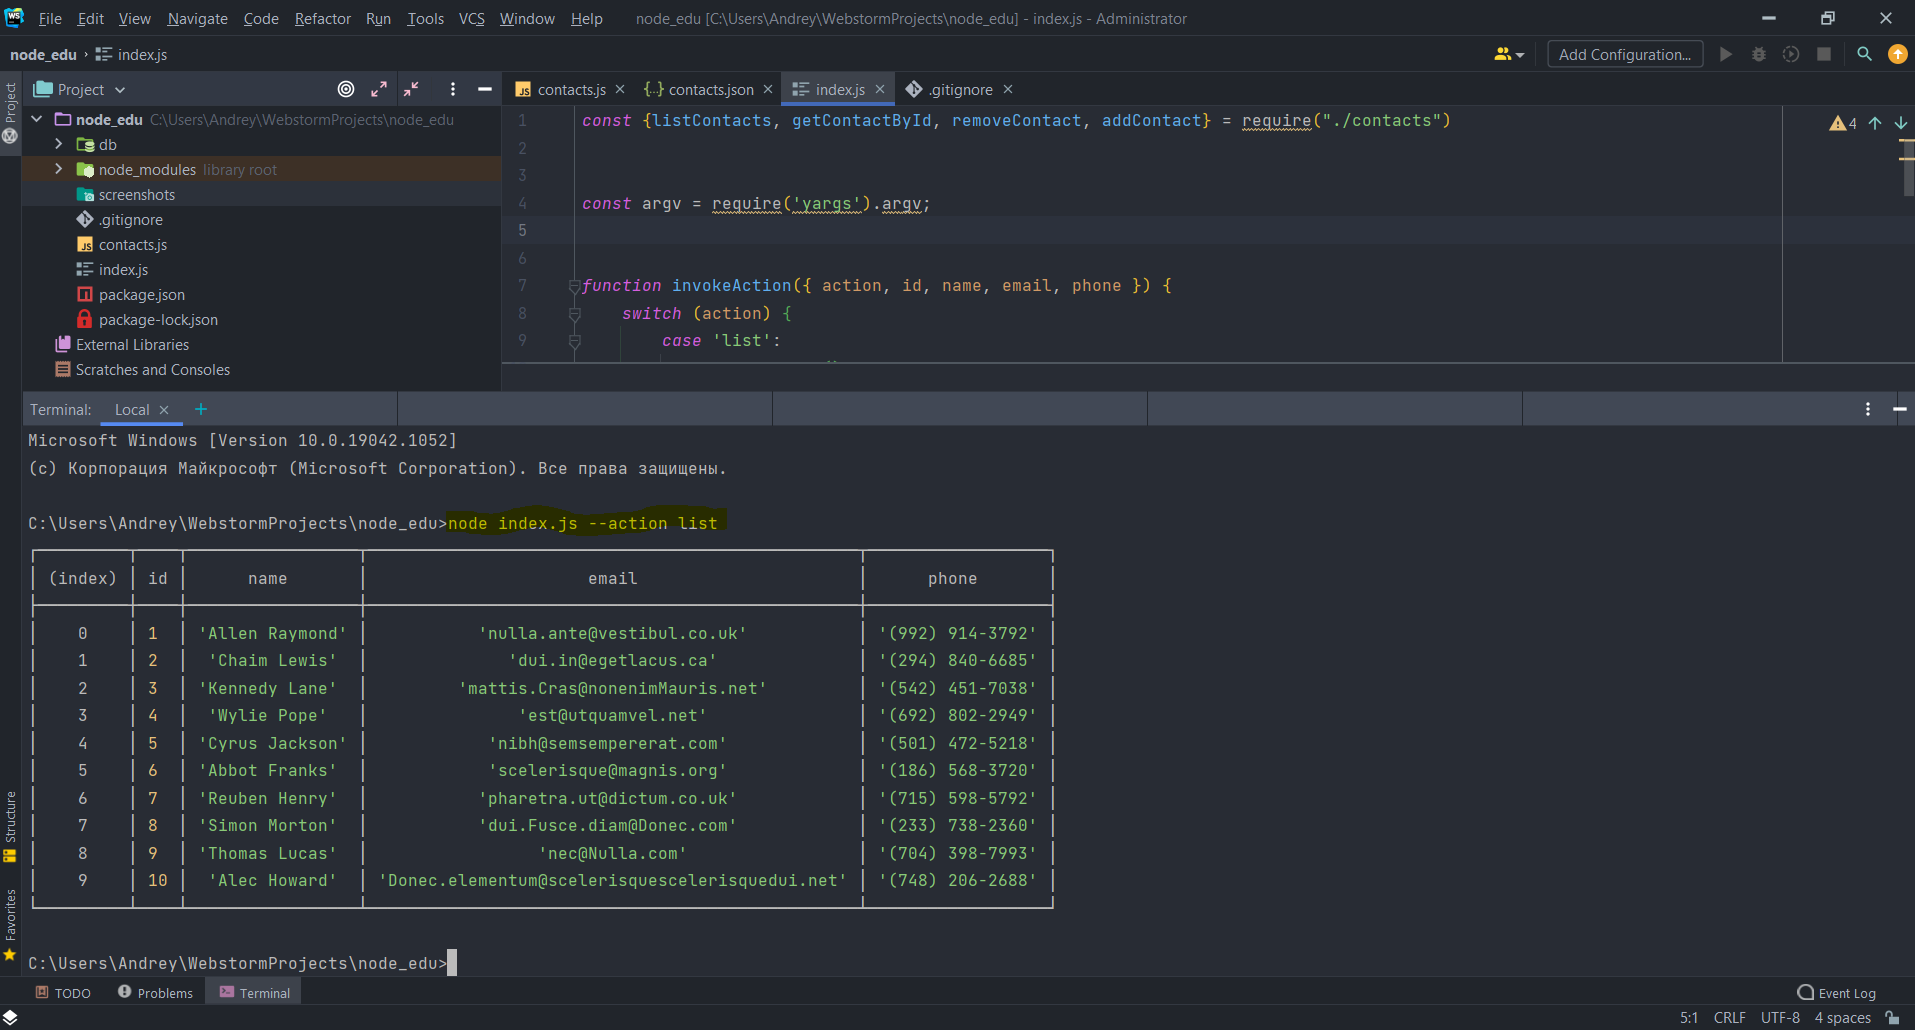 WS File Edit View Navigate Code Refactor Run Tools VCS Window Help node_edu [C:\Users\Andrey\WebstormProjects\node_edu] - index.js - Administrator
node_edu › index.js Add Configuration...
Project
Project contacts.js contacts.json index.js .gitignore
node_edu C:\Users\Andrey\WebstormProjects\node_edu
db
node_modules library root
screenshots
.gitignore
contacts.js
index.js
package.json
package-lock.json
External Libraries
Scratches and Consoles
1 const {listContacts, getContactById, removeContact, addContact} = require("./contacts")
4
2
3
4 const argv = require('yargs').argv;
5
6
7 function invokeAction({ action, id, name, email, phone }) {
8 switch (action) {
9 case 'list':
Terminal: Local
Microsoft Windows [Version 10.0.19042.1052]
(c) Корпорация Майкрософт (Microsoft Corporation). Все права защищены.
C:\Users\Andrey\WebstormProjects\node_edu>node index.js --action list
(index) id name email phone
0 1 'Allen Raymond' 'nulla.ante@vestibul.co.uk' '(992) 914-3792'
1 2 'Chaim Lewis' 'dui.in@egetlacus.ca' '(294) 840-6685'
2 3 'Kennedy Lane' 'mattis.Cras@nonenimMauris.net' '(542) 451-7038'
3 4 'Wylie Pope' 'est@utquamvel.net' '(692) 802-2949'
4 5 'Cyrus Jackson' 'nibh@semsempererat.com' '(501) 472-5218'
5 6 'Abbot Franks' 'scelerisque@magnis.org' '(186) 568-3720'
6 7 'Reuben Henry' 'pharetra.ut@dictum.co.uk' '(715) 598-5792'
7 8 'Simon Morton' 'dui.Fusce.diam@Donec.com' '(233) 738-2360'
8 9 'Thomas Lucas' 'nec@Nulla.com' '(704) 398-7993'
9 10 'Alec Howard' 'Donec.elementum@scelerisquescelerisquedui.net' '(748) 206-2688'
C:\Users\Andrey\WebstormProjects\node_edu>
Structure
Favorites
TODO Problems Terminal Event Log
5:1 CRLF UTF-8 4 spaces